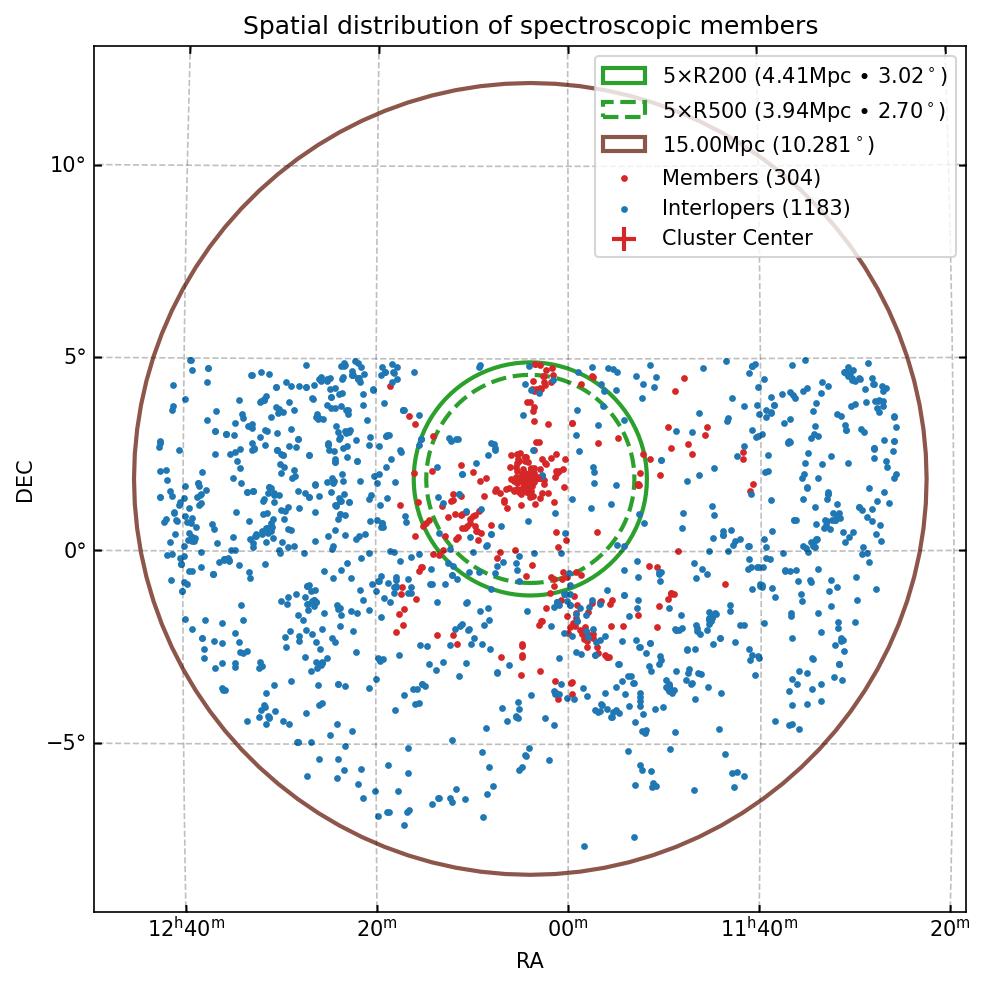 Spatial distribution of spectroscopic members
5×R200 (4.41Mpc • 3.02°)
5×R500 (3.94Mpc • 2.70°)
15.00Mpc (10.281°)
Members (304)
Interlopers (1183)
Cluster Center
10°
5°
0°
−5°
DEC
12ʰ40ᵐ
20ᵐ
00ᵐ
11ʰ40ᵐ
20ᵐ
RA